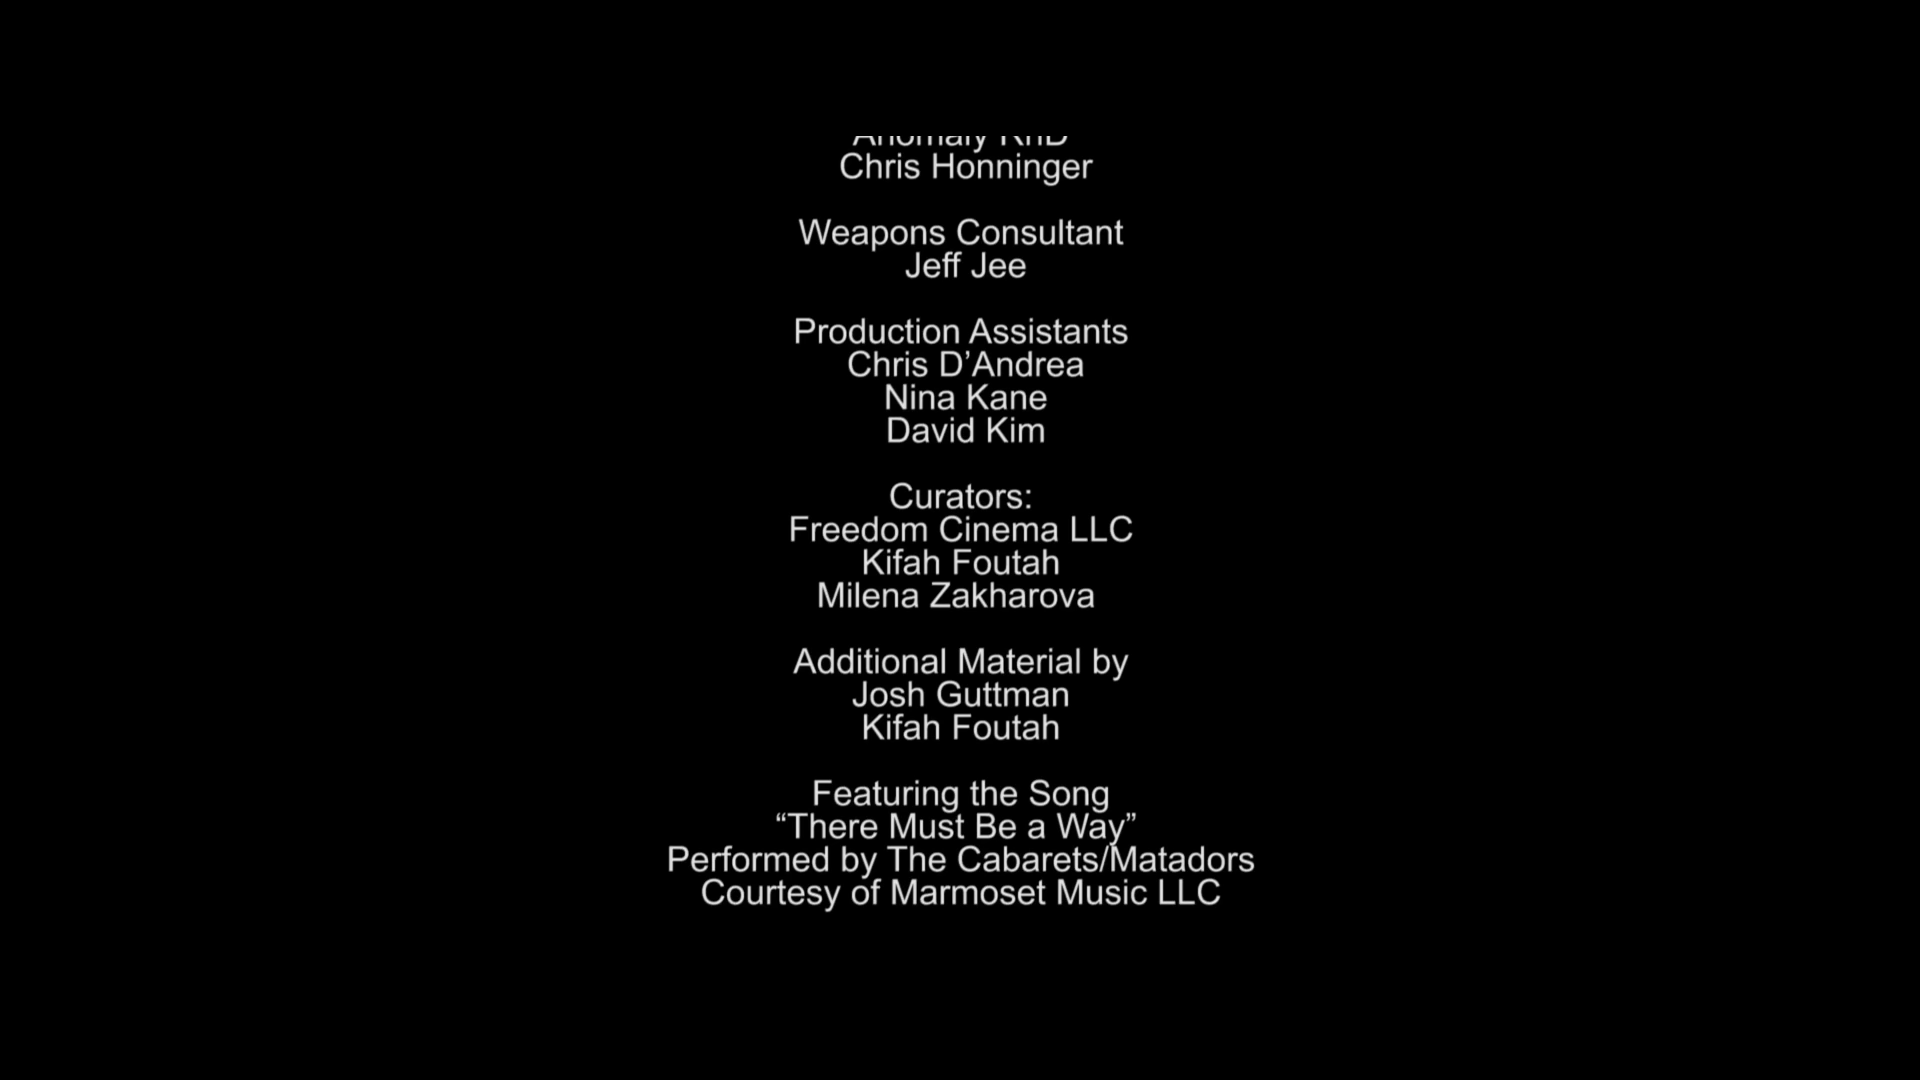 Chris Honninger
Weapons Consultant
Jeff Jee
Production Assistants
Chris D’Andrea
Nina Kane
David Kim
Curators:
Freedom Cinema LLC
Kifah Foutah
Milena Zakharova
Additional Material by
Josh Guttman
Kifah Foutah
Featuring the Song
“There Must Be a Way”
Performed by The Cabarets/Matadors
Courtesy of Marmoset Music LLC